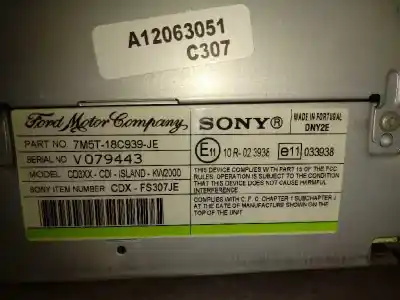 A12063051
C307
Ford Motor Company
SONY®
MADE IN PORTUGAL
DNY2E
PART NO. 7M5T-18C939-JE
SERIAL NO V079443
E11 10 R-02.3938
e11 033938
MODEL CD3XX - CDI - ISLAND - KW2000
SONY ITEM NUMBER CDX - FS307JE
THIS DEVICE COMPLIES WITH PART 15 OF THE FCC
RULES. OPERATION IS SUBJECT TO THE CONDITION
THAT THIS DEVICE DOES NOT CAUSE HARMFUL
INTERFERENCE
COMPLIES WITH C, F, C, CHAPTER 1 SUBCHAPTER J
AT THE DATE OF MANUFACTURE SHOWN ON THE
TOP OF THE UNIT